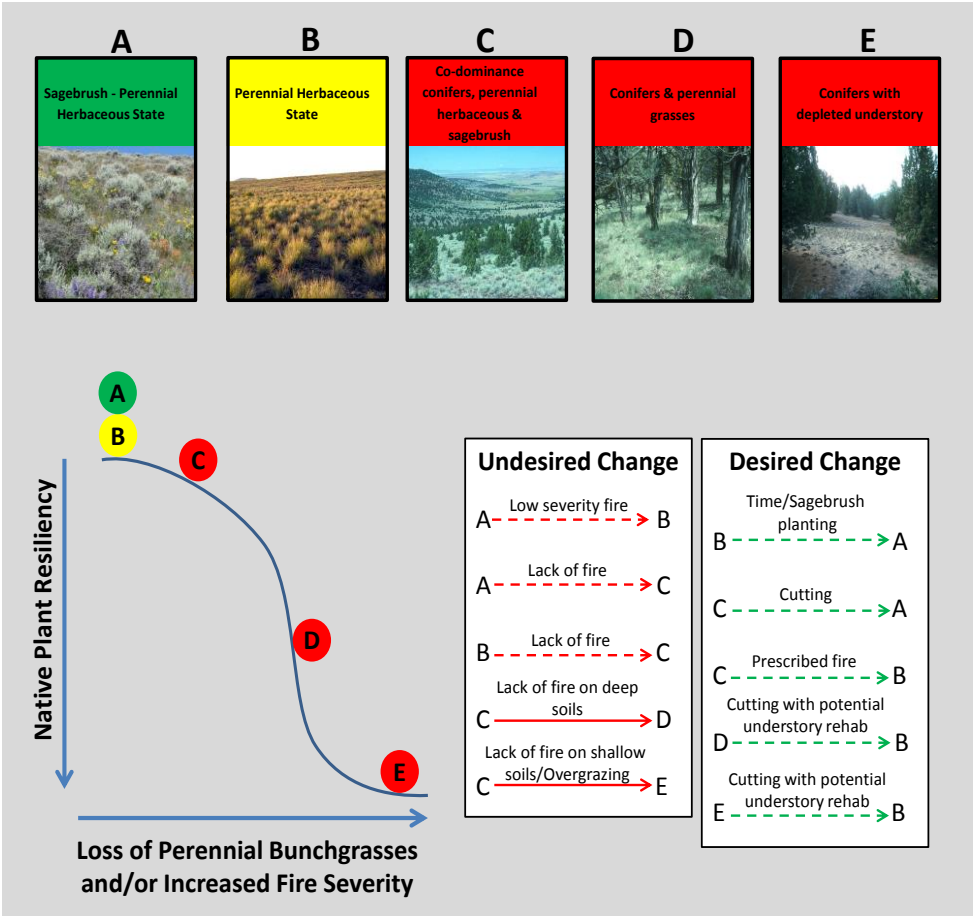 A
B
C
D
E
Sagebrush - Perennial
Herbaceous State
Perennial Herbaceous
State
Co-dominance
conifers, perennial
herbaceous &
sagebrush
Conifers & perennial
grasses
Conifers with
depleted understory
A
B
C
D
E
Native Plant Resiliency
Loss of Perennial Bunchgrasses
and/or Increased Fire Severity
Undesired Change
Low severity fire
A B
Lack of fire
A C
Lack of fire
B C
Lack of fire on deep
soils
C D
Lack of fire on shallow
soils/Overgrazing
C E
Desired Change
Time/Sagebrush
planting
B A
Cutting
C A
Prescribed fire
C B
Cutting with potential
understory rehab
D B
Cutting with potential
understory rehab
E B